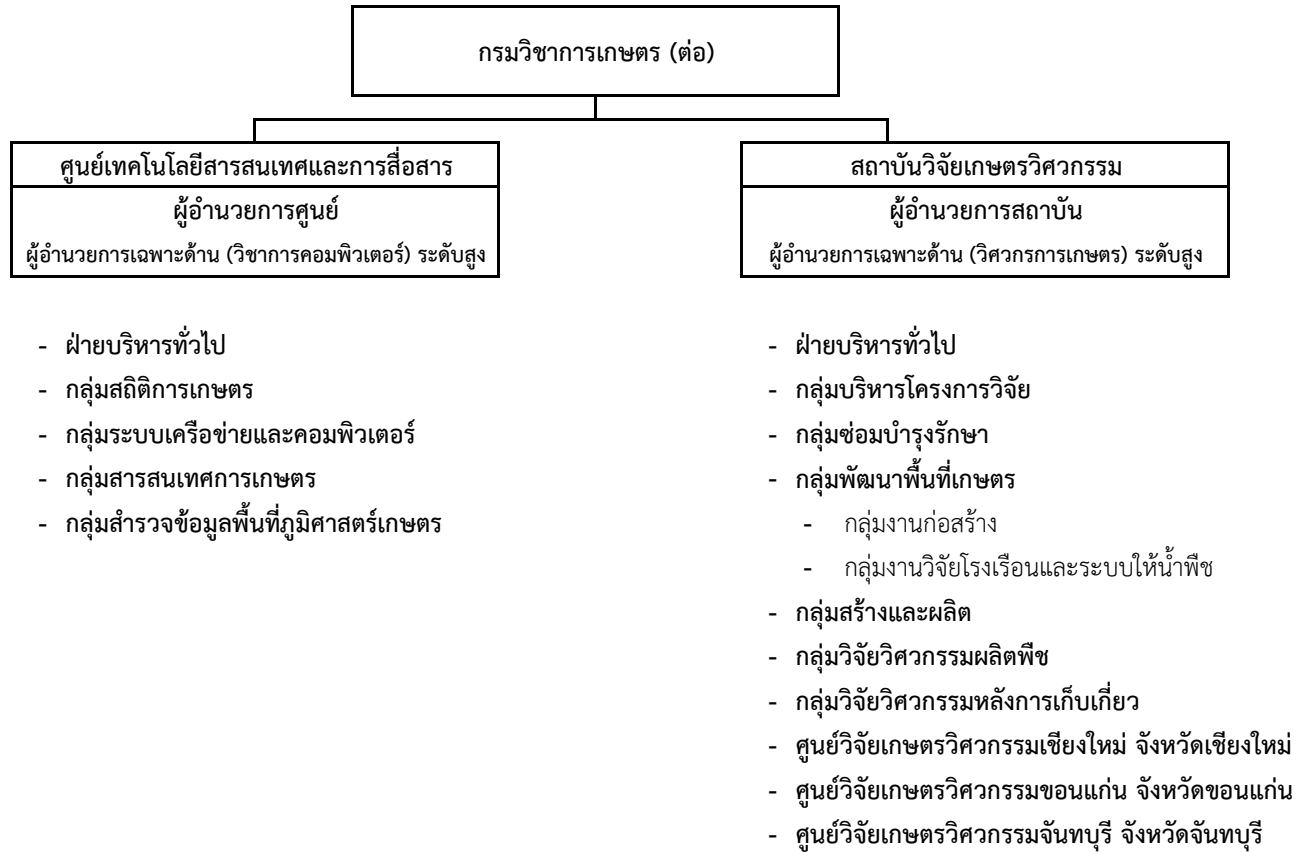 กรมวิชาการเกษตร (ต่อ)
ศูนย์เทคโนโลยีสารสนเทศและการสื่อสาร
ผู้อำนวยการศูนย์
ผู้อำนวยการเฉพาะด้าน (วิชาการคอมพิวเตอร์) ระดับสูง
- ฝ่ายบริหารทั่วไป
- กลุ่มสถิติการเกษตร
- กลุ่มระบบเครือข่ายและคอมพิวเตอร์
- กลุ่มสารสนเทศการเกษตร
- กลุ่มสำรวจข้อมูลพื้นที่ภูมิศาสตร์เกษตร
สถาบันวิจัยเกษตรวิศวกรรม
ผู้อำนวยการสถาบัน
ผู้อำนวยการเฉพาะด้าน (วิศวกรการเกษตร) ระดับสูง
- ฝ่ายบริหารทั่วไป
- กลุ่มบริหารโครงการวิจัย
- กลุ่มซ่อมบำรุงรักษา
- กลุ่มพัฒนาพื้นที่เกษตร
- กลุ่มงานก่อสร้าง
- กลุ่มงานวิจัยโรงเรือนและระบบให้น้ำพืช
- กลุ่มสร้างและผลิต
- กลุ่มวิจัยวิศวกรรมผลิตพืช
- กลุ่มวิจัยวิศวกรรมหลังการเก็บเกี่ยว
- ศูนย์วิจัยเกษตรวิศวกรรมเชียงใหม่ จังหวัดเชียงใหม่
- ศูนย์วิจัยเกษตรวิศวกรรมขอนแก่น จังหวัดขอนแก่น
- ศูนย์วิจัยเกษตรวิศวกรรมจันทบุรี จังหวัดจันทบุรี